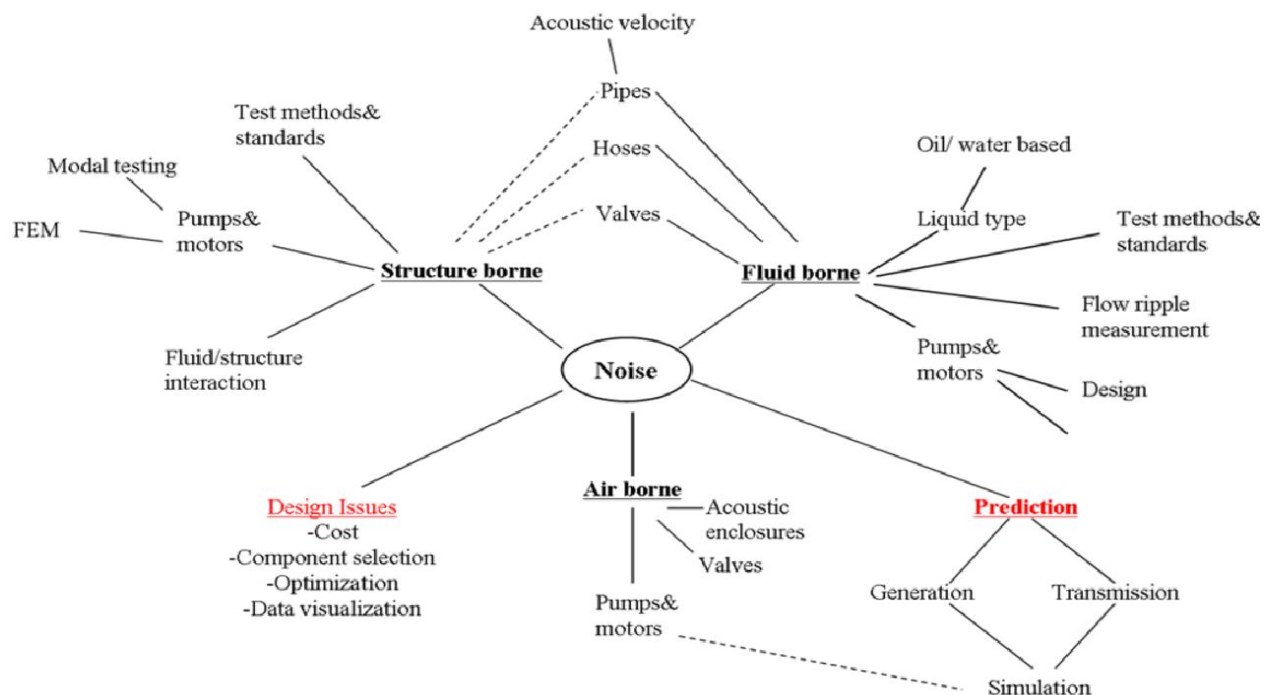 Acoustic velocity
Pipes
Test methods&
standards
Hoses
Oil/ water based
Modal testing
Valves
Liquid type
Test methods&
standards
FEM
Pumps&
motors
Structure borne
Fluid borne
Flow ripple
measurement
Fluid/structure
interaction
Noise
Pumps&
motors
Design
Design Issues
-Cost
-Component selection
-Optimization
-Data visualization
Air borne
Acoustic
enclosures
Valves
Pumps&
motors
Prediction
Generation
Transmission
Simulation